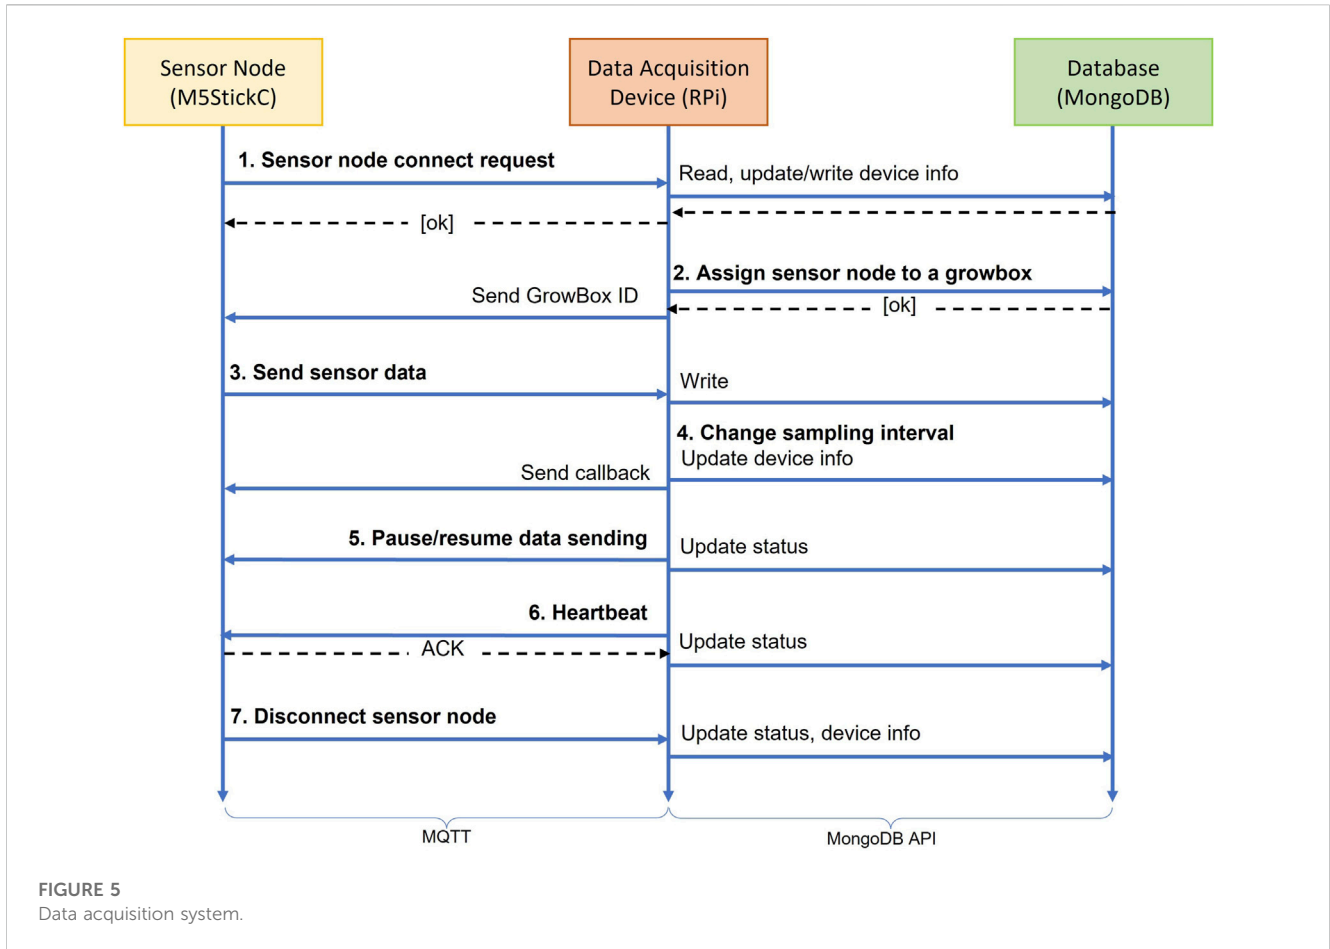 Sensor Node
(M5StickC)
Data Acquisition
Device (RPi)
Database
(MongoDB)
1. Sensor node connect request
Read, update/write device info
[ok]
2. Assign sensor node to a growbox
Send GrowBox ID
[ok]
3. Send sensor data
Write
4. Change sampling interval
Update device info
Send callback
5. Pause/resume data sending
Update status
6. Heartbeat
ACK
Update status
7. Disconnect sensor node
Update status, device info
MQTT
MongoDB API
FIGURE 5
Data acquisition system.